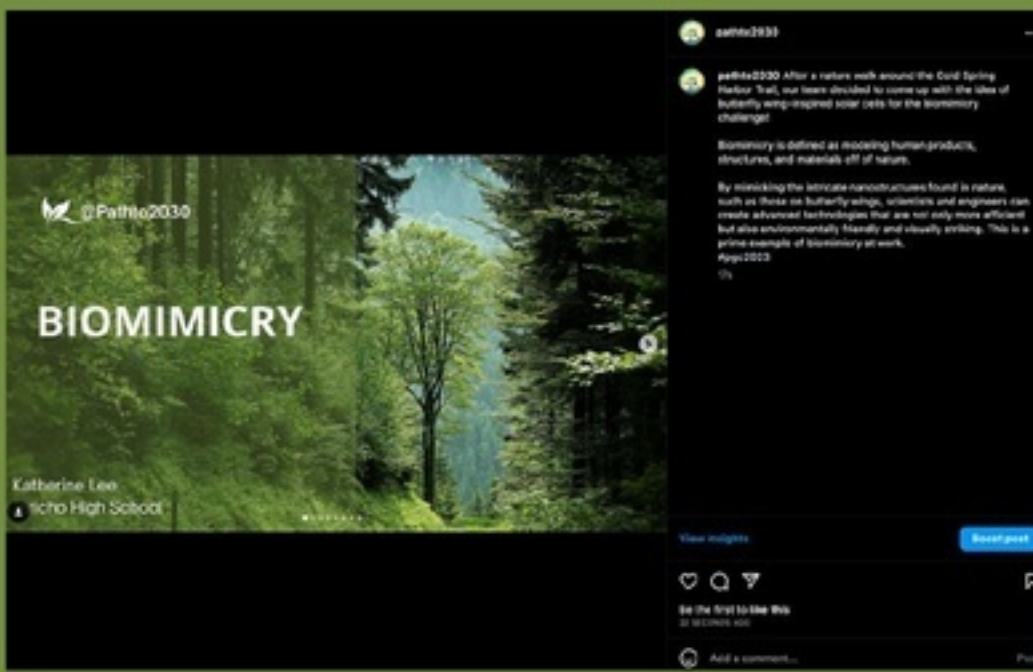 @Pathto2030
BIOMIMICRY
Katherine Lee
richo High School
pathto2030
pathto2030 After a nature walk around the Cold Spring
Harbor Trail, our team decided to come up with the idea of
butterfly wing-inspired solar cells for the biomimicry
challenge!
Biomimicry is defined as modeling human products,
structures, and materials off of nature.
By mimicking the intricate nanostructures found in nature,
such as those on butterfly wings, scientists and engineers can
create advanced technologies that are not only more efficient
but also environmentally friendly and visually striking. This is a
prime example of biomimicry at work.
#pgc2023
View insights
Boost post
Be the first to like this
SECONDS AGO
Add a comment...